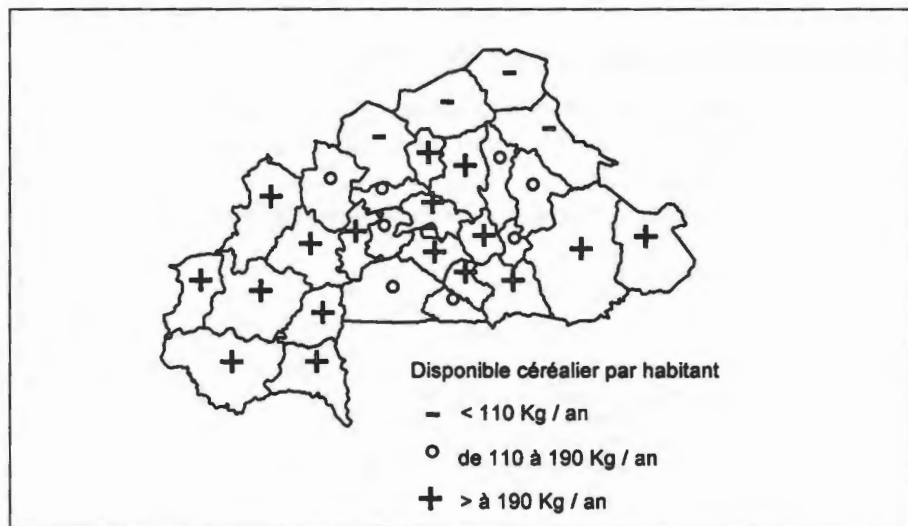 Disponible céréalier par habitant
- < 110 Kg / an
o de 110 à 190 Kg / an
+ > à 190 Kg / an